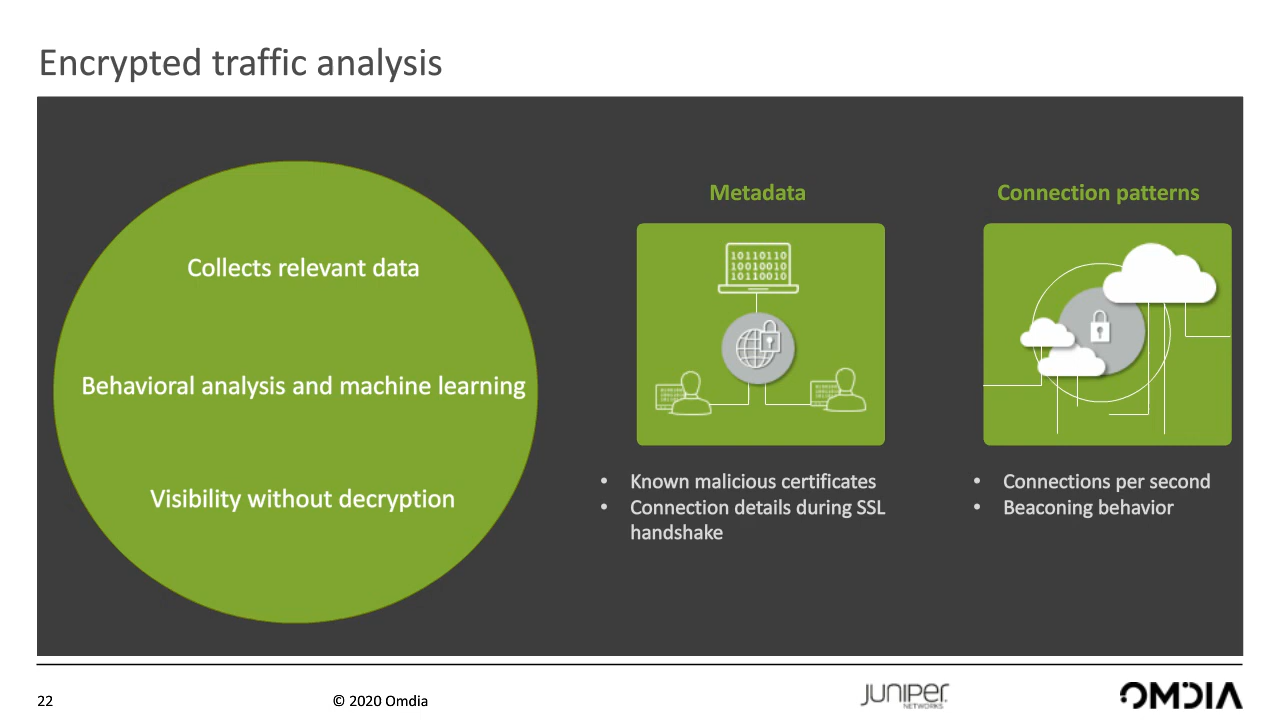 Encrypted traffic analysis
Collects relevant data
Behavioral analysis and machine learning
Visibility without decryption
Metadata
10110110
10010010
10110010
• Known malicious certificates
• Connection details during SSL
handshake
Connection patterns
• Connections per second
• Beaconing behavior
22
© 2020 Omdia
JUNIPER
NETWORKS
OMDIA